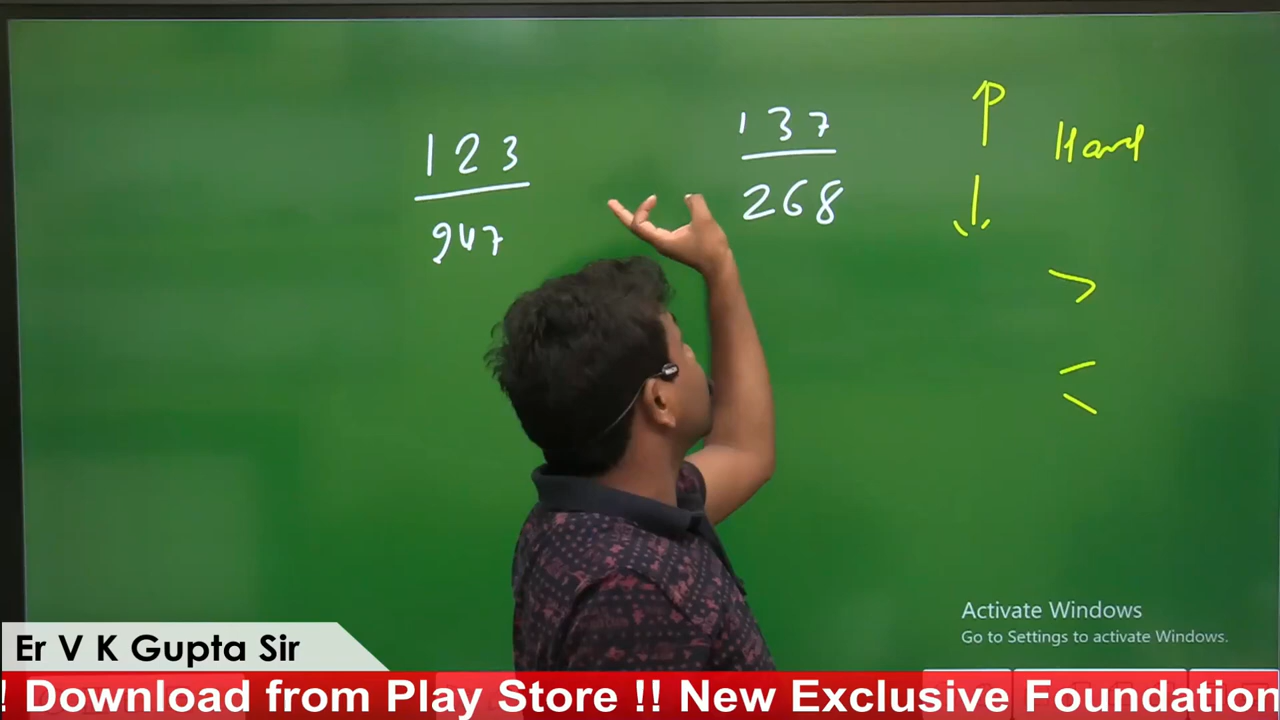 123
947
137
268
Hard
>
<
Activate Windows
Go to Settings to activate Windows.
Er V K Gupta Sir
! Download from Play Store !! New Exclusive Foundation